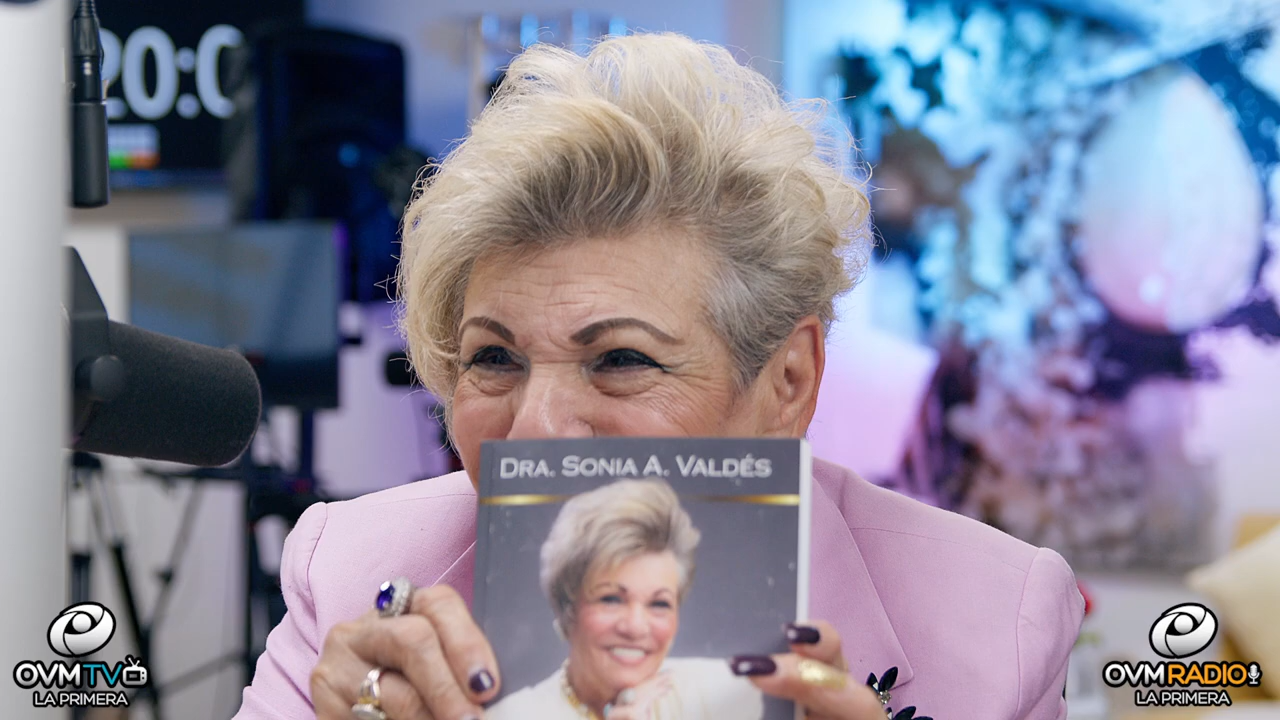 20:0
DRA. SONIA A. VALDÉS
OVMTV
LA PRIMERA
OVMRADIO
LA PRIMERA